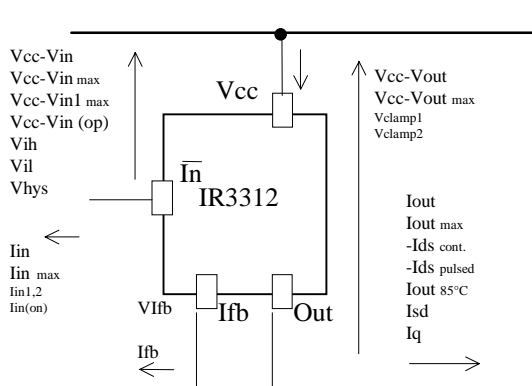 Vcc-Vin
Vcc-Vin max
Vcc-Vin1 max
Vcc-Vin (op)
Vih
Vil
Vhys
Iin
Iin max
Iin1,2
Iin(on)
Vcc
In
IR3312
VIfb
Ifb
Out
Ifb
Vcc-Vout
Vcc-Vout max
Vclamp1
Vclamp2
Iout
Iout max
-Ids cont.
-Ids pulsed
Iout 85°C
Isd
Iq